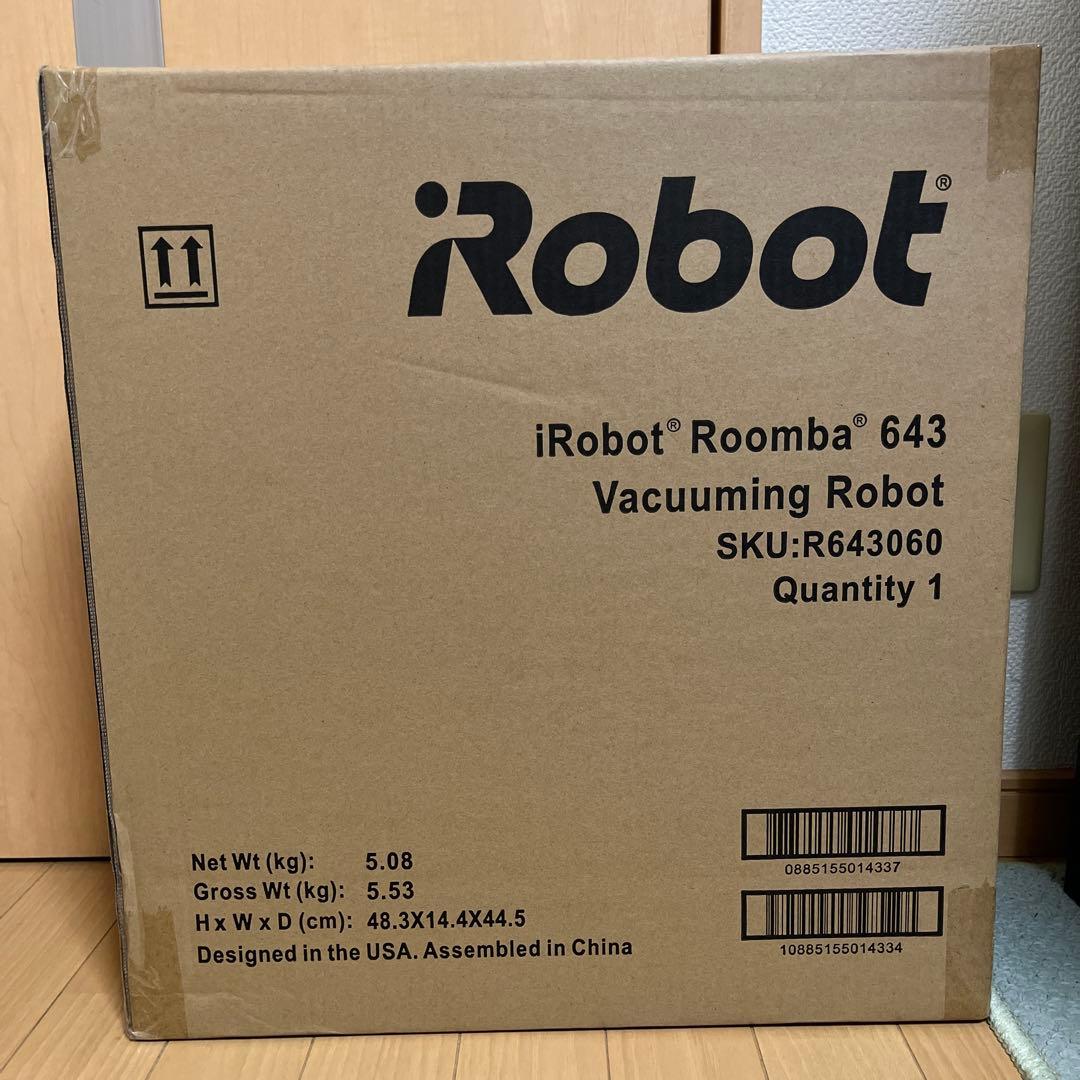 iRobot®
iRobot® Roomba® 643
Vacuuming Robot
SKU:R643060
Quantity 1
0885155014337
10885155014334
Net Wt (kg): 5.08
Gross Wt (kg): 5.53
H x W x D (cm): 48.3X14.4X44.5
Designed in the USA. Assembled in China